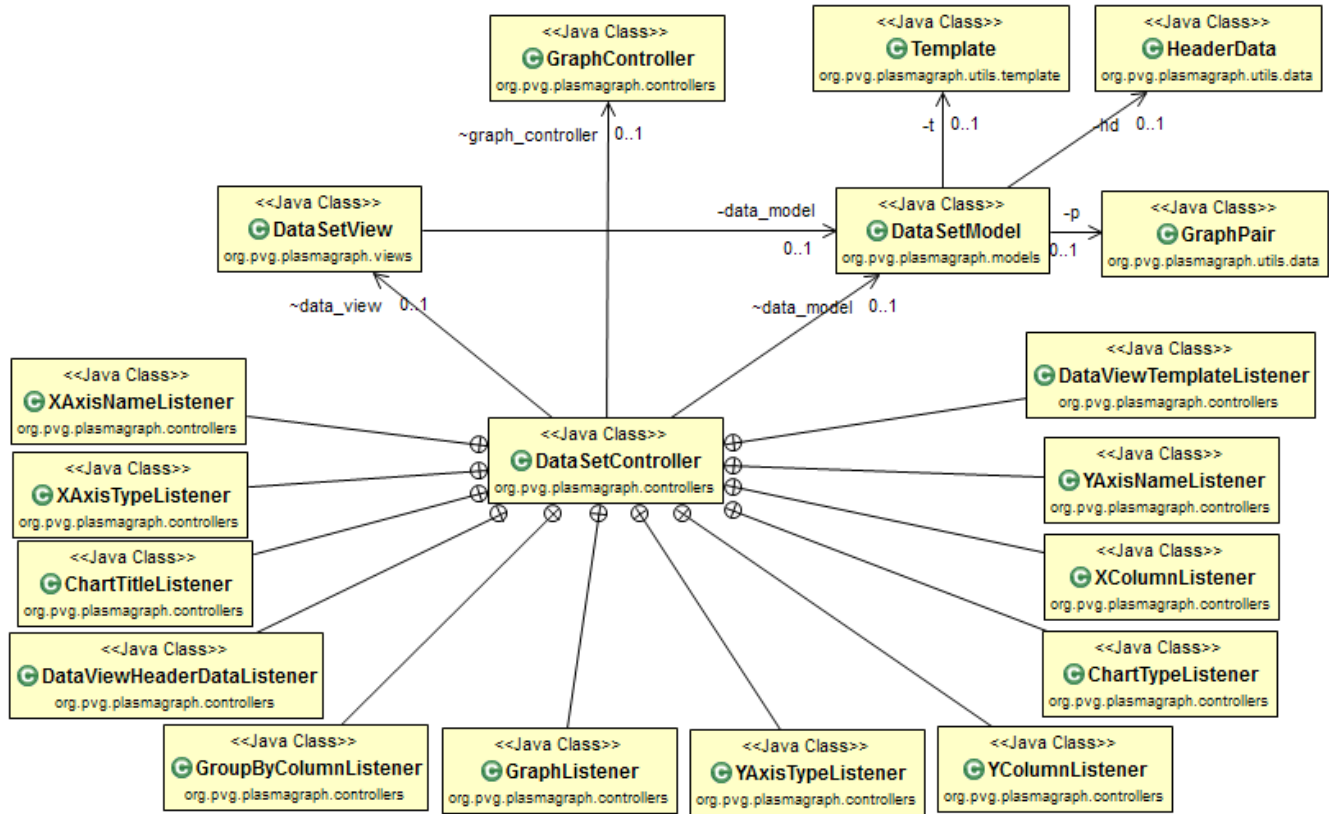 <<Java Class>>
GraphController
org.pvg.plasmagraph.controllers
<<Java Class>>
Template
org.pvg.plasmagraph.utils.template
<<Java Class>>
HeaderData
org.pvg.plasmagraph.utils.data
~graph_controller
0..1
-t
0..1
-hd
0..1
<<Java Class>>
DataSetView
org.pvg.plasmagraph.views
-data_model
0..1
<<Java Class>>
DataSetModel
org.pvg.plasmagraph.models
-p
0..1
<<Java Class>>
GraphPair
org.pvg.plasmagraph.utils.data
~data_view
0..1
~data_model
0..1
<<Java Class>>
XAxisNameListener
org.pvg.plasmagraph.controllers
<<Java Class>>
DataViewTemplateListener
org.pvg.plasmagraph.controllers
<<Java Class>>
DataSetController
org.pvg.plasmagraph.controllers
<<Java Class>>
XAxisTypeListener
org.pvg.plasmagraph.controllers
<<Java Class>>
YAxisNameListener
org.pvg.plasmagraph.controllers
<<Java Class>>
ChartTitleListener
org.pvg.plasmagraph.controllers
<<Java Class>>
XColumnListener
org.pvg.plasmagraph.controllers
<<Java Class>>
DataViewHeaderDataListener
org.pvg.plasmagraph.controllers
<<Java Class>>
ChartTypeListener
org.pvg.plasmagraph.controllers
<<Java Class>>
GroupByColumnListener
org.pvg.plasmagraph.controllers
<<Java Class>>
GraphListener
org.pvg.plasmagraph.controllers
<<Java Class>>
YAxisTypeListener
org.pvg.plasmagraph.controllers
<<Java Class>>
YColumnListener
org.pvg.plasmagraph.controllers